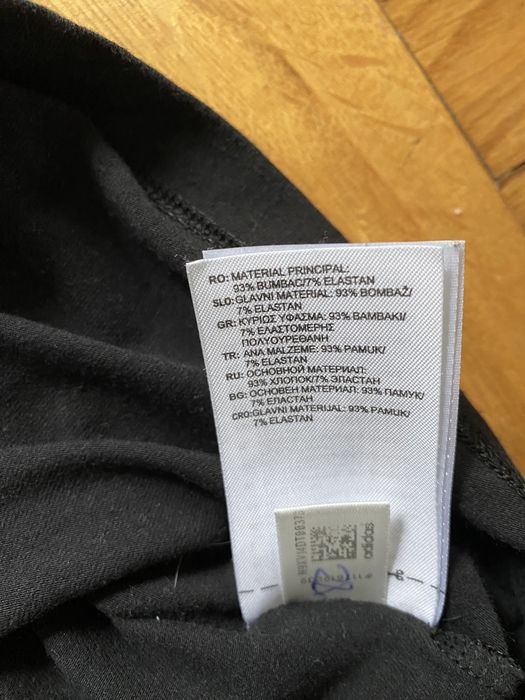 RO: MATERIAL PRINCIPAL:
93% BUMBAC/7% ELASTAN
SLO: GLAVNI MATERIAL: 93% BOMBAŽ/
7% ELASTAN
GR: ΚΥΡΙΟΣ ΥΦΑΣΜΑ: 93% ΒΑΜΒΑΚΙ/
7% ΕΛΑΣΤΟΜΕΡΗΣ
ΠΟΛΥΟΥΡΕΘΑΝΗ
TR: ANA MALZEME: 93% PAMUK/
7% ELASTAN
RU: ОСНОВНОЙ МАТЕРИАЛ:
93% ХЛОПОК/7% ЭЛАСТАН
BG: ОСНОВЕН МАТЕРИАЛ: 93% ПАМУК/
7% ЕЛАСТАН
CRO: GLAVNI MATERIJAL: 93% PAMUK/
7% ELASTAN
adidas